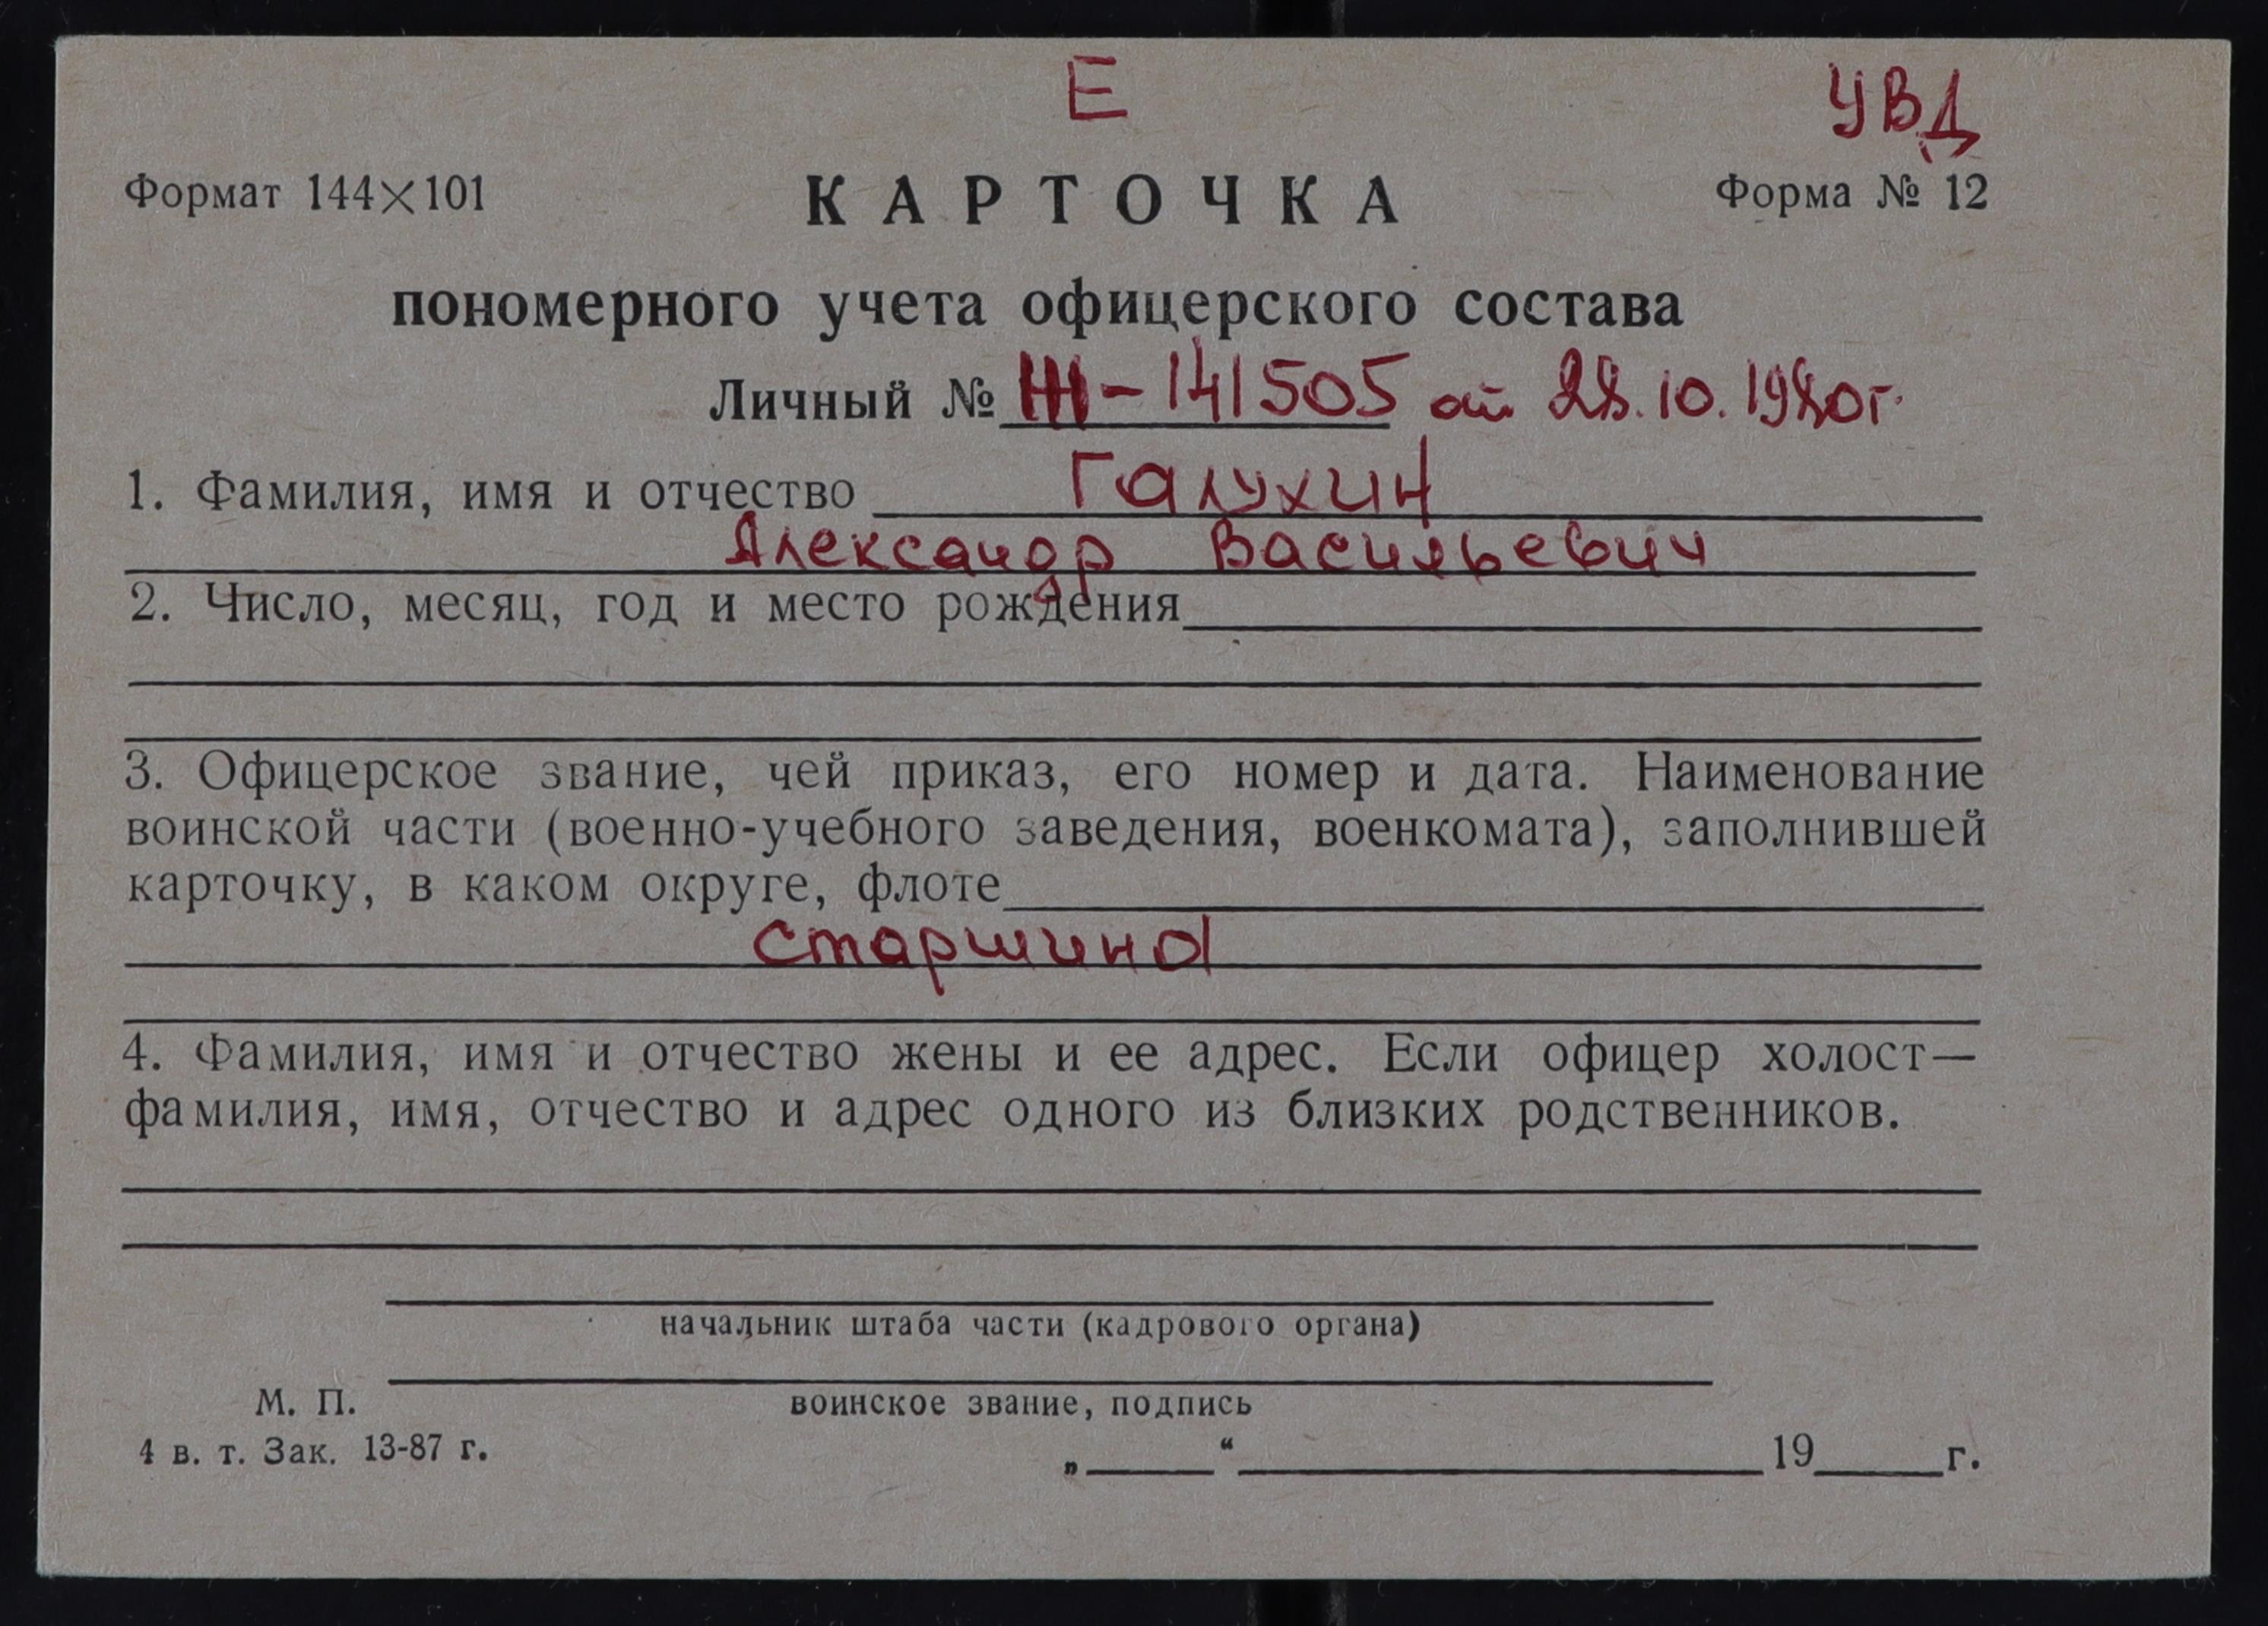 Е УВД
Формат 144×101 КАРТОЧКА Форма № 12
пономерного учета офицерского состава
Личный № Ж-141505 от 28.10.1980г.
1. Фамилия, имя и отчество Галухин
Александр Васильевич
2. Число, месяц, год и место рождения
3. Офицерское звание, чей приказ, его номер и дата. Наименование
воинской части (военно-учебного заведения, военкомата), заполнившей
карточку, в каком округе, флоте
старшина
4. Фамилия, имя и отчество жены и ее адрес. Если офицер холост—
фамилия, имя, отчество и адрес одного из близких родственников.
начальник штаба части (кадрового органа)
М. П. воинское звание, подпись
4 в. т. Зак. 13-87 г. „ “ 19 г.